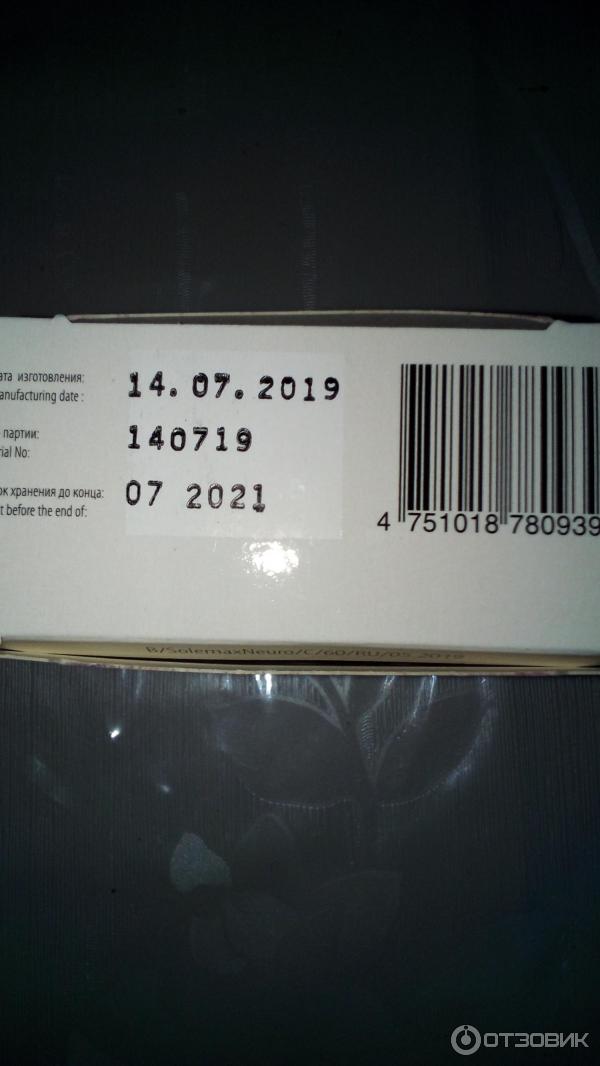 ата изготовления: 14.07.2019
anufacturing date :
партии: 140719
rial No:
ок хранения до конца: 07 2021
t before the end of:
4 751018 780939
B/SolemaxNeuro/C/60/RU/05.2019
ОТЗОВИК